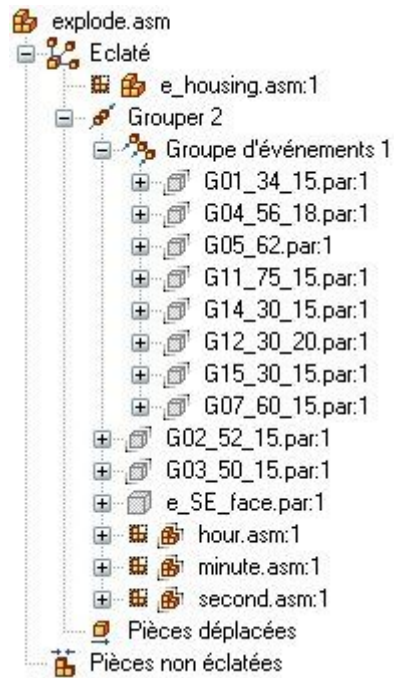 explode.asm
Eclaté
e_housing.asm:1
Grouper 2
Groupe d'événements 1
G01_34_15.par:1
G04_56_18.par:1
G05_62.par:1
G11_75_15.par:1
G14_30_15.par:1
G12_30_20.par:1
G15_30_15.par:1
G07_60_15.par:1
G02_52_15.par:1
G03_50_15.par:1
e_SE_face.par:1
hour.asm:1
minute.asm:1
second.asm:1
Pièces déplacées
Pièces non éclatées